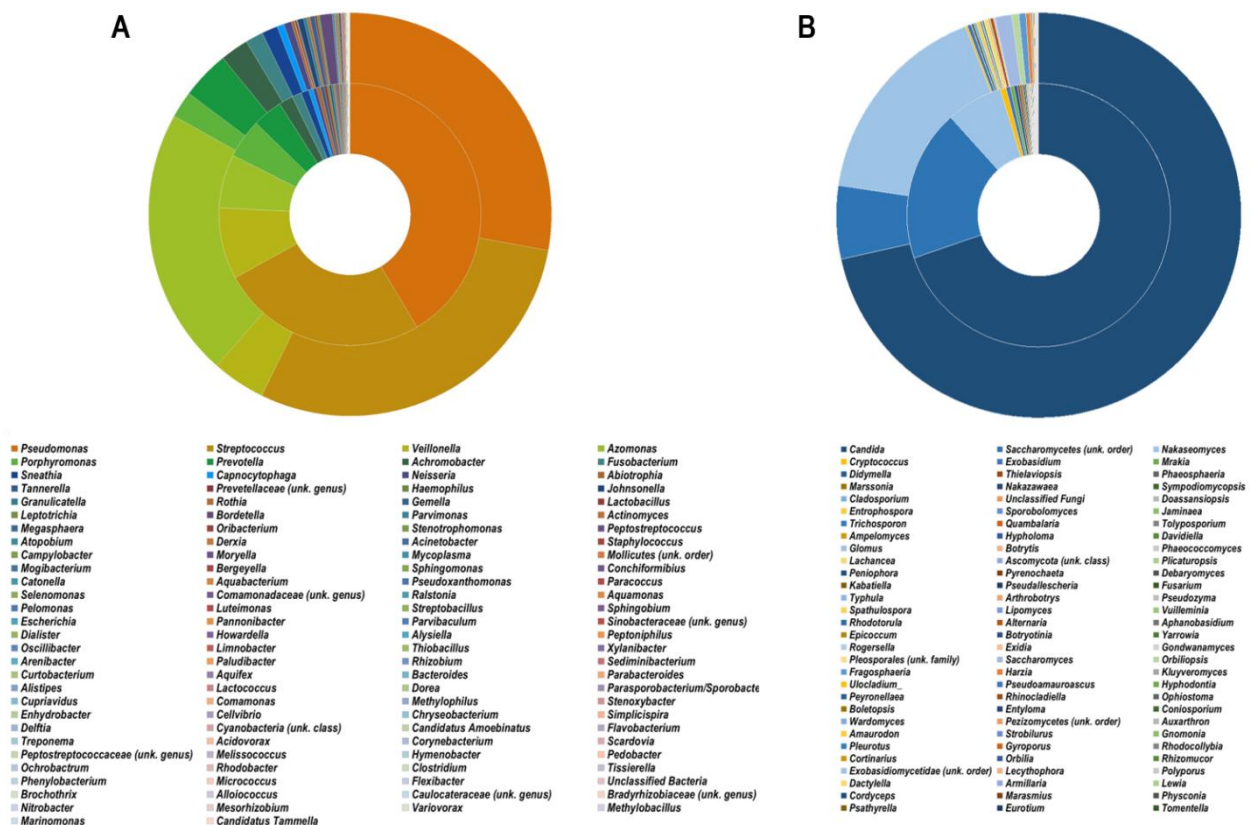 A
B
Pseudomonas Streptococcus Veillonella Azomonas
Porphyromonas Prevotella Achromobacter Fusobacterium
Sneathia Capnocytophaga Neisseria Abiotrophia
Tannerella Prevetellaceae (unk. genus) Haemophilus Johnsonella
Granulicatella Rothia Gemella Lactobacillus
Leptotrichia Bordetella Parvimonas Actinomyces
Megasphaera Oribacterium Stenotrophomonas Peptostreptococcus
Atopobium Derxia Acinetobacter Staphylococcus
Campylobacter Moryella Mycoplasma Mollicutes (unk. order)
Mogibacterium Bergeyella Sphingomonas Conchiformibius
Catonella Aquabacterium Pseudoxanthomonas Paracoccus
Selenomonas Comamonadaceae (unk. genus) Ralstonia Aquamonas
Pelomonas Luteimonas Streptobacillus Sphingobium
Escherichia Pannonibacter Parvibaculum Sinobacteraceae (unk. genus)
Dialister Howardella Alysiella Peptoniphilus
Oscillibacter Limnobacter Thiobacillus Xylanibacter
Arenibacter Paludibacter Rhizobium Sediminibacterium
Curtobacterium Aquifex Bacteroides Parabacteroides
Alistipes Lactococcus Dorea Parasporobacterium/Sporobacte
Cupriavidus Comamonas Methylophilus Stenoxybacter
Enhydrobacter Cellvibrio Chryseobacterium Simplicispira
Delftia Cyanobacteria (unk. class) Candidatus Amoebinatus Flavobacterium
Treponema Acidovorax Corynebacterium Scardovia
Peptostreptococcaceae (unk. genus) Melissococcus Hymenobacter Pedobacter
Ochrobactrum Rhodobacter Clostridium Tissierella
Phenylobacterium Micrococcus Flexibacter Unclassified Bacteria
Brochothrix Alloiococcus Caulocateraceae (unk. genus) Bradyrhizobiaceae (unk. genus)
Nitrobacter Mesorhizobium Variovorax Methylobacillus
Marinomonas Candidatus Tammella
Candida Saccharomycetes (unk. order) Nakaseomyces
Cryptococcus Exobasidium Mrakia
Didymella Thielaviopsis Phaeosphaeria
Marssonia Nakazawaea Sympodiomycopsis
Cladosporium Unclassified Fungi Doassansiopsis
Entrophospora Sporobolomyces Jaminaea
Trichosporon Quambalaria Tolyposporium
Ampelomyces Hypholoma Davidiella
Glomus Botrytis Phaeococcomyces
Lachancea Ascomycota (unk. class) Plicaturopsis
Peniophora Pyrenochaeta Debaryomyces
Kabatiella Pseudallescheria Fusarium
Typhula Arthrobotrys Pseudozyma
Spathulospora Lipomyces Vuilleminia
Rhodotorula Alternaria Aphanobasidium
Epicoccum Botryotinia Yarrowia
Rogersella Exidia Gondwanamyces
Pleosporales (unk. family) Saccharomyces Orbiliopsis
Fragosphaeria Harzia Kluyveromyces
Ulocladium_ Pseudoamauroascus Hyphodontia
Peyronellaea Rhinocladiella Ophiostoma
Boletopsis Entyloma Coniosporium
Wardomyces Pezizomycetes (unk. order) Auxarthron
Amaurodon Strobilurus Gnomonia
Pleurotus Gyroporus Rhodocollybia
Cortinarius Orbilia Rhizomucor
Exobasidiomycetidae (unk. order) Lecythophora Polyporus
Dactylella Armillaria Lewia
Cordyceps Marasmius Physconia
Psathyrella Eurotium Tomentella